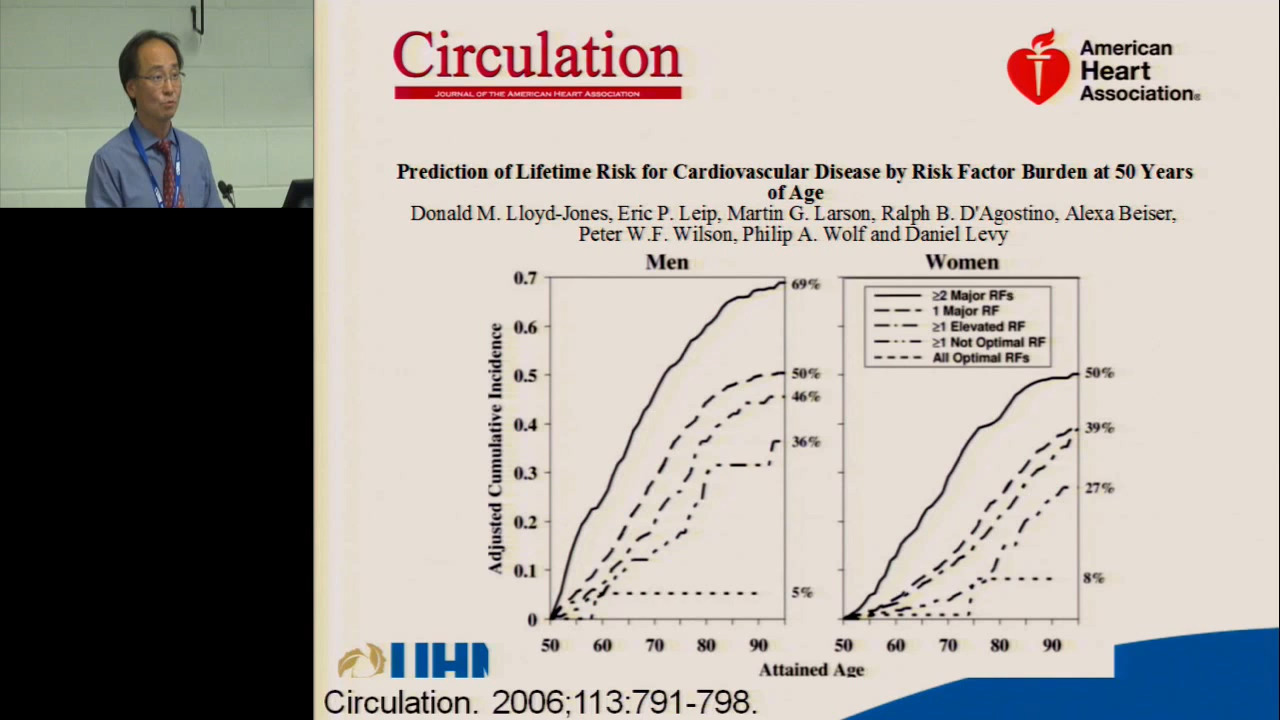 Circulation
JOURNAL OF THE AMERICAN HEART ASSOCIATION
American
Heart
Association®
Prediction of Lifetime Risk for Cardiovascular Disease by Risk Factor Burden at 50 Years
of Age
Donald M. Lloyd-Jones, Eric P. Leip, Martin G. Larson, Ralph B. D'Agostino, Alexa Beiser,
Peter W.F. Wilson, Philip A. Wolf and Daniel Levy
Men
Adjusted Cumulative Incidence
0.7
0.6
0.5
0.4
0.3
0.2
0.1
0
69%
50%
46%
36%
5%
50 60 70 80 90
Women
≥2 Major RFs
1 Major RF
≥1 Elevated RF
≥1 Not Optimal RF
All Optimal RFs
50%
39%
27%
8%
50 60 70 80 90
Attained Age
Circulation. 2006;113:791-798.